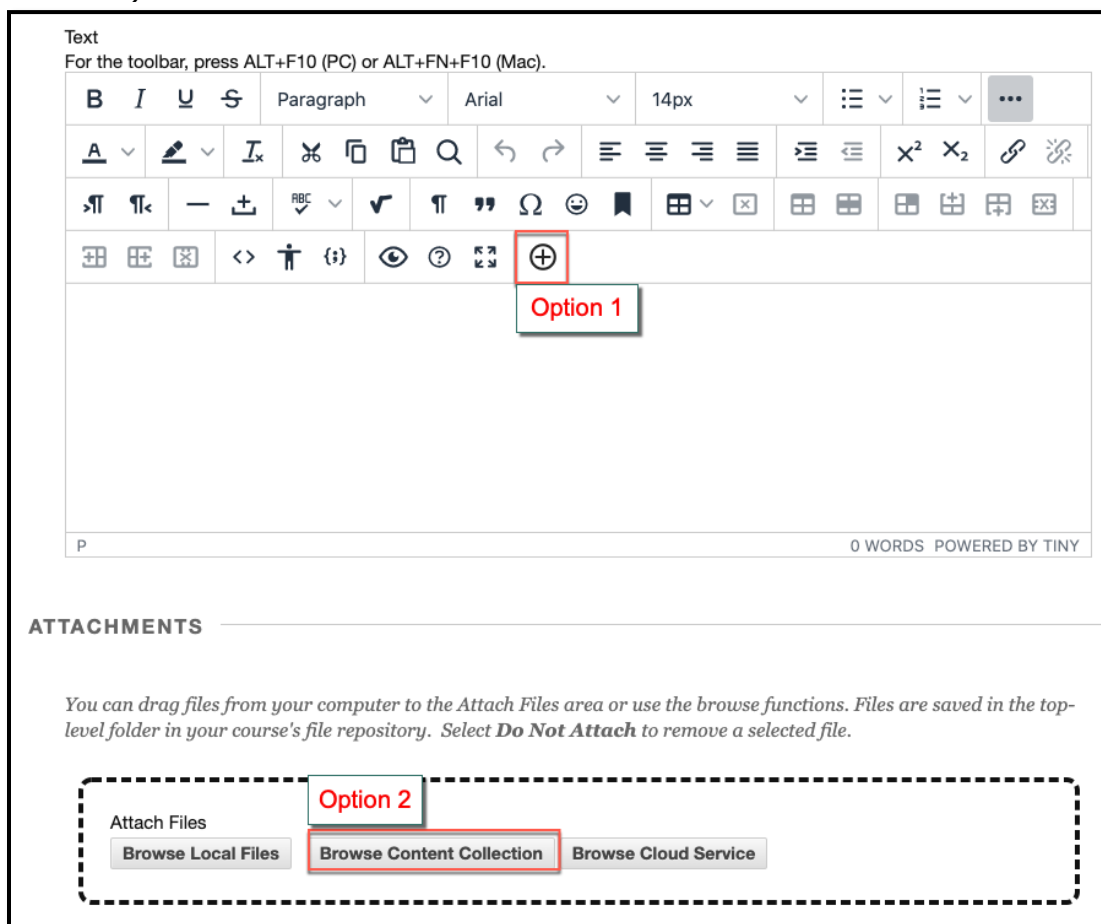 Text
For the toolbar, press ALT+F10 (PC) or ALT+FN+F10 (Mac).
B I U S Paragraph Arial 14px
A
ABC
Option 1
P 0 WORDS POWERED BY TINY
ATTACHMENTS
You can drag files from your computer to the Attach Files area or use the browse functions. Files are saved in the top-
level folder in your course's file repository. Select Do Not Attach to remove a selected file.
Option 2
Attach Files
Browse Local Files Browse Content Collection Browse Cloud Service